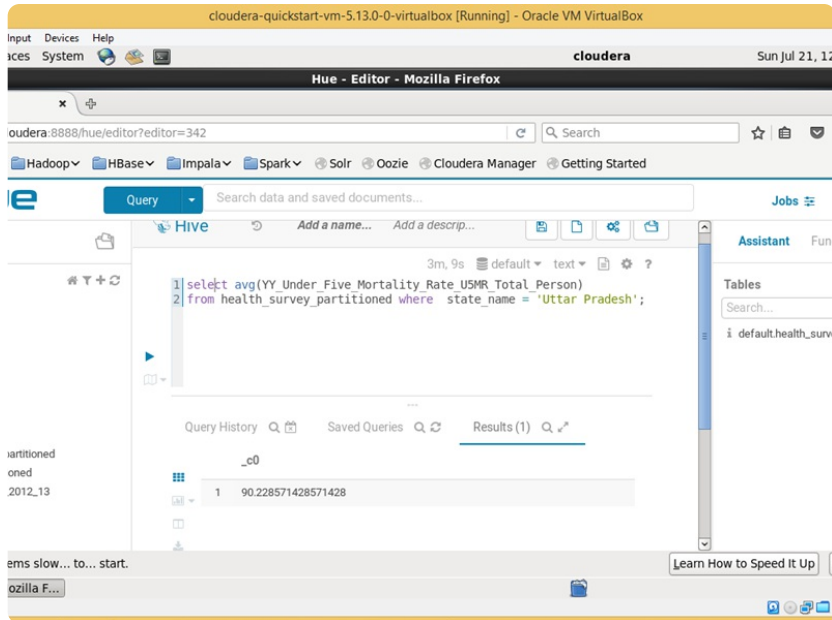 cloudera-quickstart-vm-5.13.0-0-virtualbox [Running] - Oracle VM VirtualBox
Input Devices Help
aces System cloudera Sun Jul 21, 12
Hue - Editor - Mozilla Firefox
oudera:8888/hue/editor?editor=342 Search
Hadoop HBase Impala Spark Solr Oozie Cloudera Manager Getting Started
ue Query Search data and saved documents... Jobs
Hive Add a name... Add a descrip... Assistant Fun
3m, 9s default text ?
1 select avg(YY_Under_Five_Mortality_Rate_U5MR_Total_Person)
2 from health_survey_partitioned where state_name = 'Uttar Pradesh';
Tables
Search...
default.health_surv
Query History Saved Queries Results (1)
artitioned
oned
2012_13
_c0
1 90.228571428571428
ems slow... to... start. Learn How to Speed It Up
ozilla F...